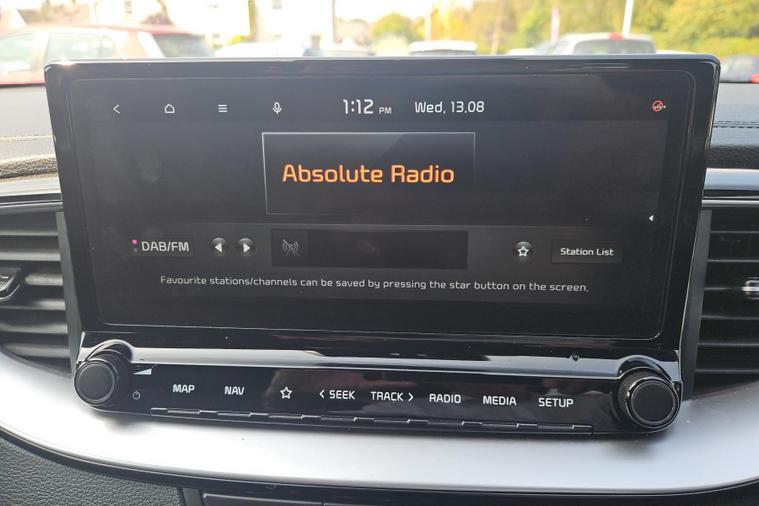 1:12 PM Wed, 13.08
Absolute Radio
DAB/FM
Station List
Favourite stations/channels can be saved by pressing the star button on the screen.
MAP NAV < SEEK TRACK > RADIO MEDIA SETUP